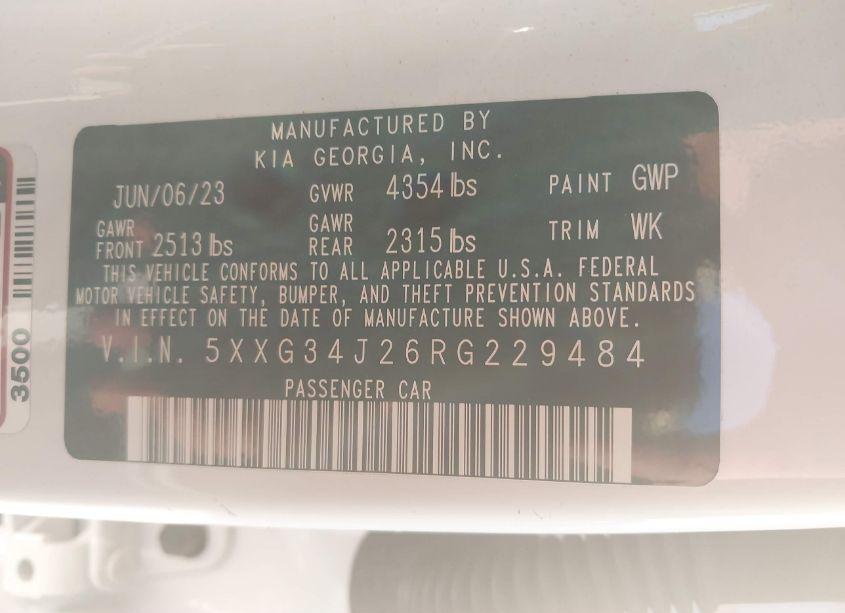 MANUFACTURED BY
KIA GEORGIA, INC.
JUN/06/23 GVWR 4354 lbs PAINT GWP
GAWR FRONT 2513 lbs GAWR REAR 2315 lbs TRIM WK
THIS VEHICLE CONFORMS TO ALL APPLICABLE U.S.A. FEDERAL
MOTOR VEHICLE SAFETY, BUMPER, AND THEFT PREVENTION STANDARDS
IN EFFECT ON THE DATE OF MANUFACTURE SHOWN ABOVE.
V.I.N. 5XXG34J26RG229484
PASSENGER CAR
3500